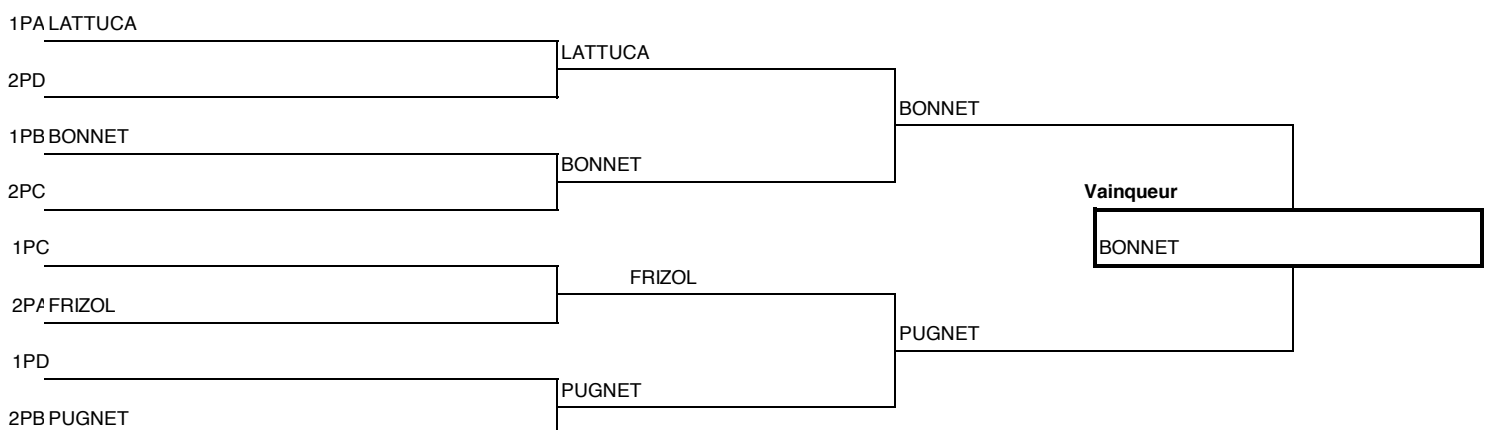 1PA LATTUCA
LATTUCA
2PD
BONNET
1PB BONNET
BONNET
2PC
Vainqueur
1PC
BONNET
FRIZOL
2PA FRIZOL
PUGNET
1PD
PUGNET
2PB PUGNET